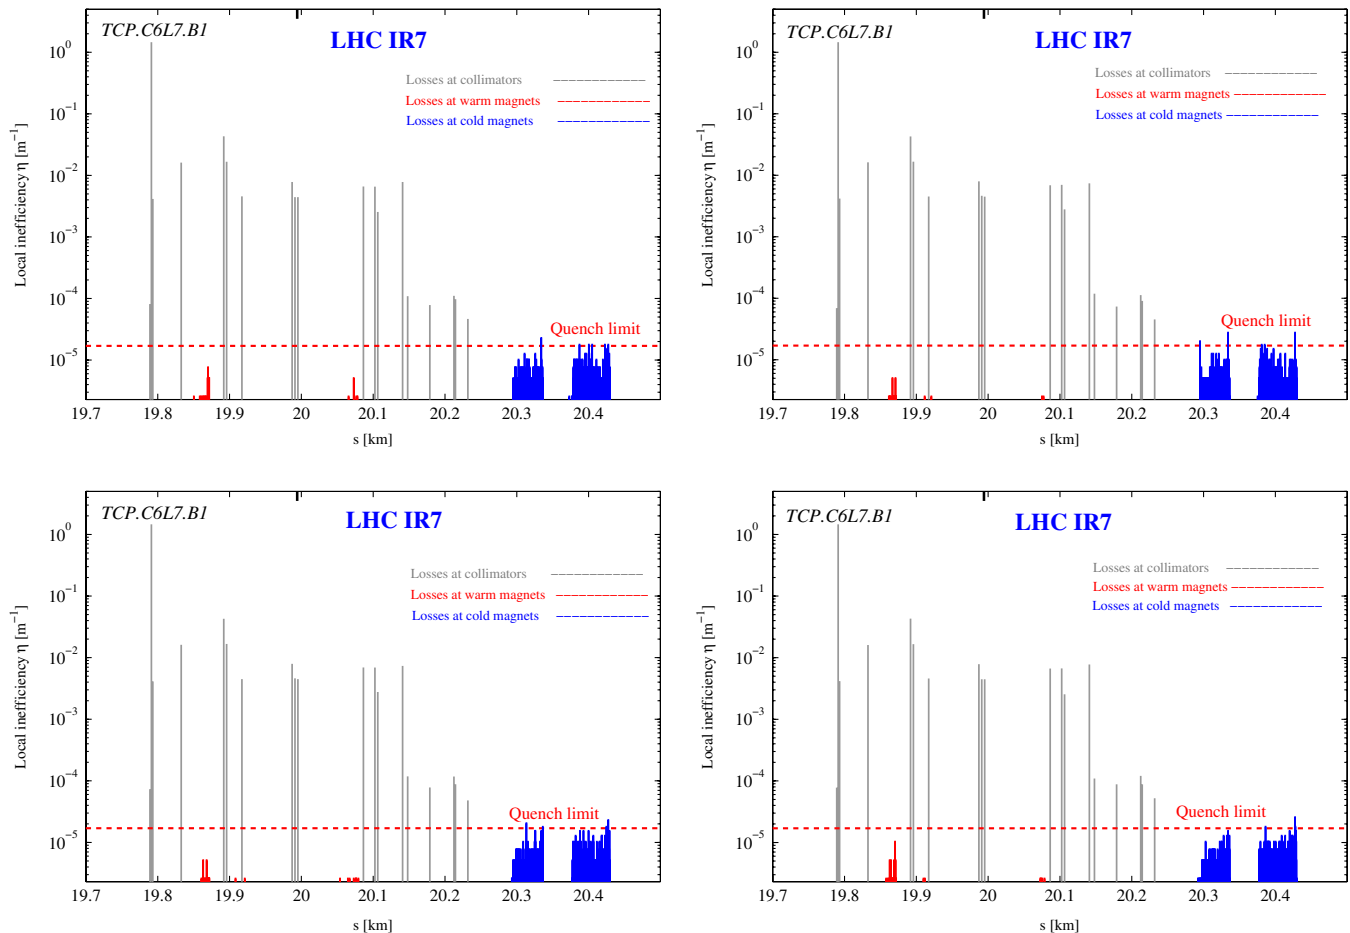 TCP.C6L7.B1
LHC IR7
Losses at collimators
Losses at warm magnets
Losses at cold magnets
Quench limit
Local inefficiency η [m⁻¹]
10⁰
10⁻¹
10⁻²
10⁻³
10⁻⁴
10⁻⁵
19.7 19.8 19.9 20 20.1 20.2 20.3 20.4
s [km]
TCP.C6L7.B1
LHC IR7
Losses at collimators
Losses at warm magnets
Losses at cold magnets
Quench limit
Local inefficiency η [m⁻¹]
10⁰
10⁻¹
10⁻²
10⁻³
10⁻⁴
10⁻⁵
19.7 19.8 19.9 20 20.1 20.2 20.3 20.4
s [km]
TCP.C6L7.B1
LHC IR7
Losses at collimators
Losses at warm magnets
Losses at cold magnets
Quench limit
Local inefficiency η [m⁻¹]
10⁰
10⁻¹
10⁻²
10⁻³
10⁻⁴
10⁻⁵
19.7 19.8 19.9 20 20.1 20.2 20.3 20.4
s [km]
TCP.C6L7.B1
LHC IR7
Losses at collimators
Losses at warm magnets
Losses at cold magnets
Quench limit
Local inefficiency η [m⁻¹]
10⁰
10⁻¹
10⁻²
10⁻³
10⁻⁴
10⁻⁵
19.7 19.8 19.9 20 20.1 20.2 20.3 20.4
s [km]